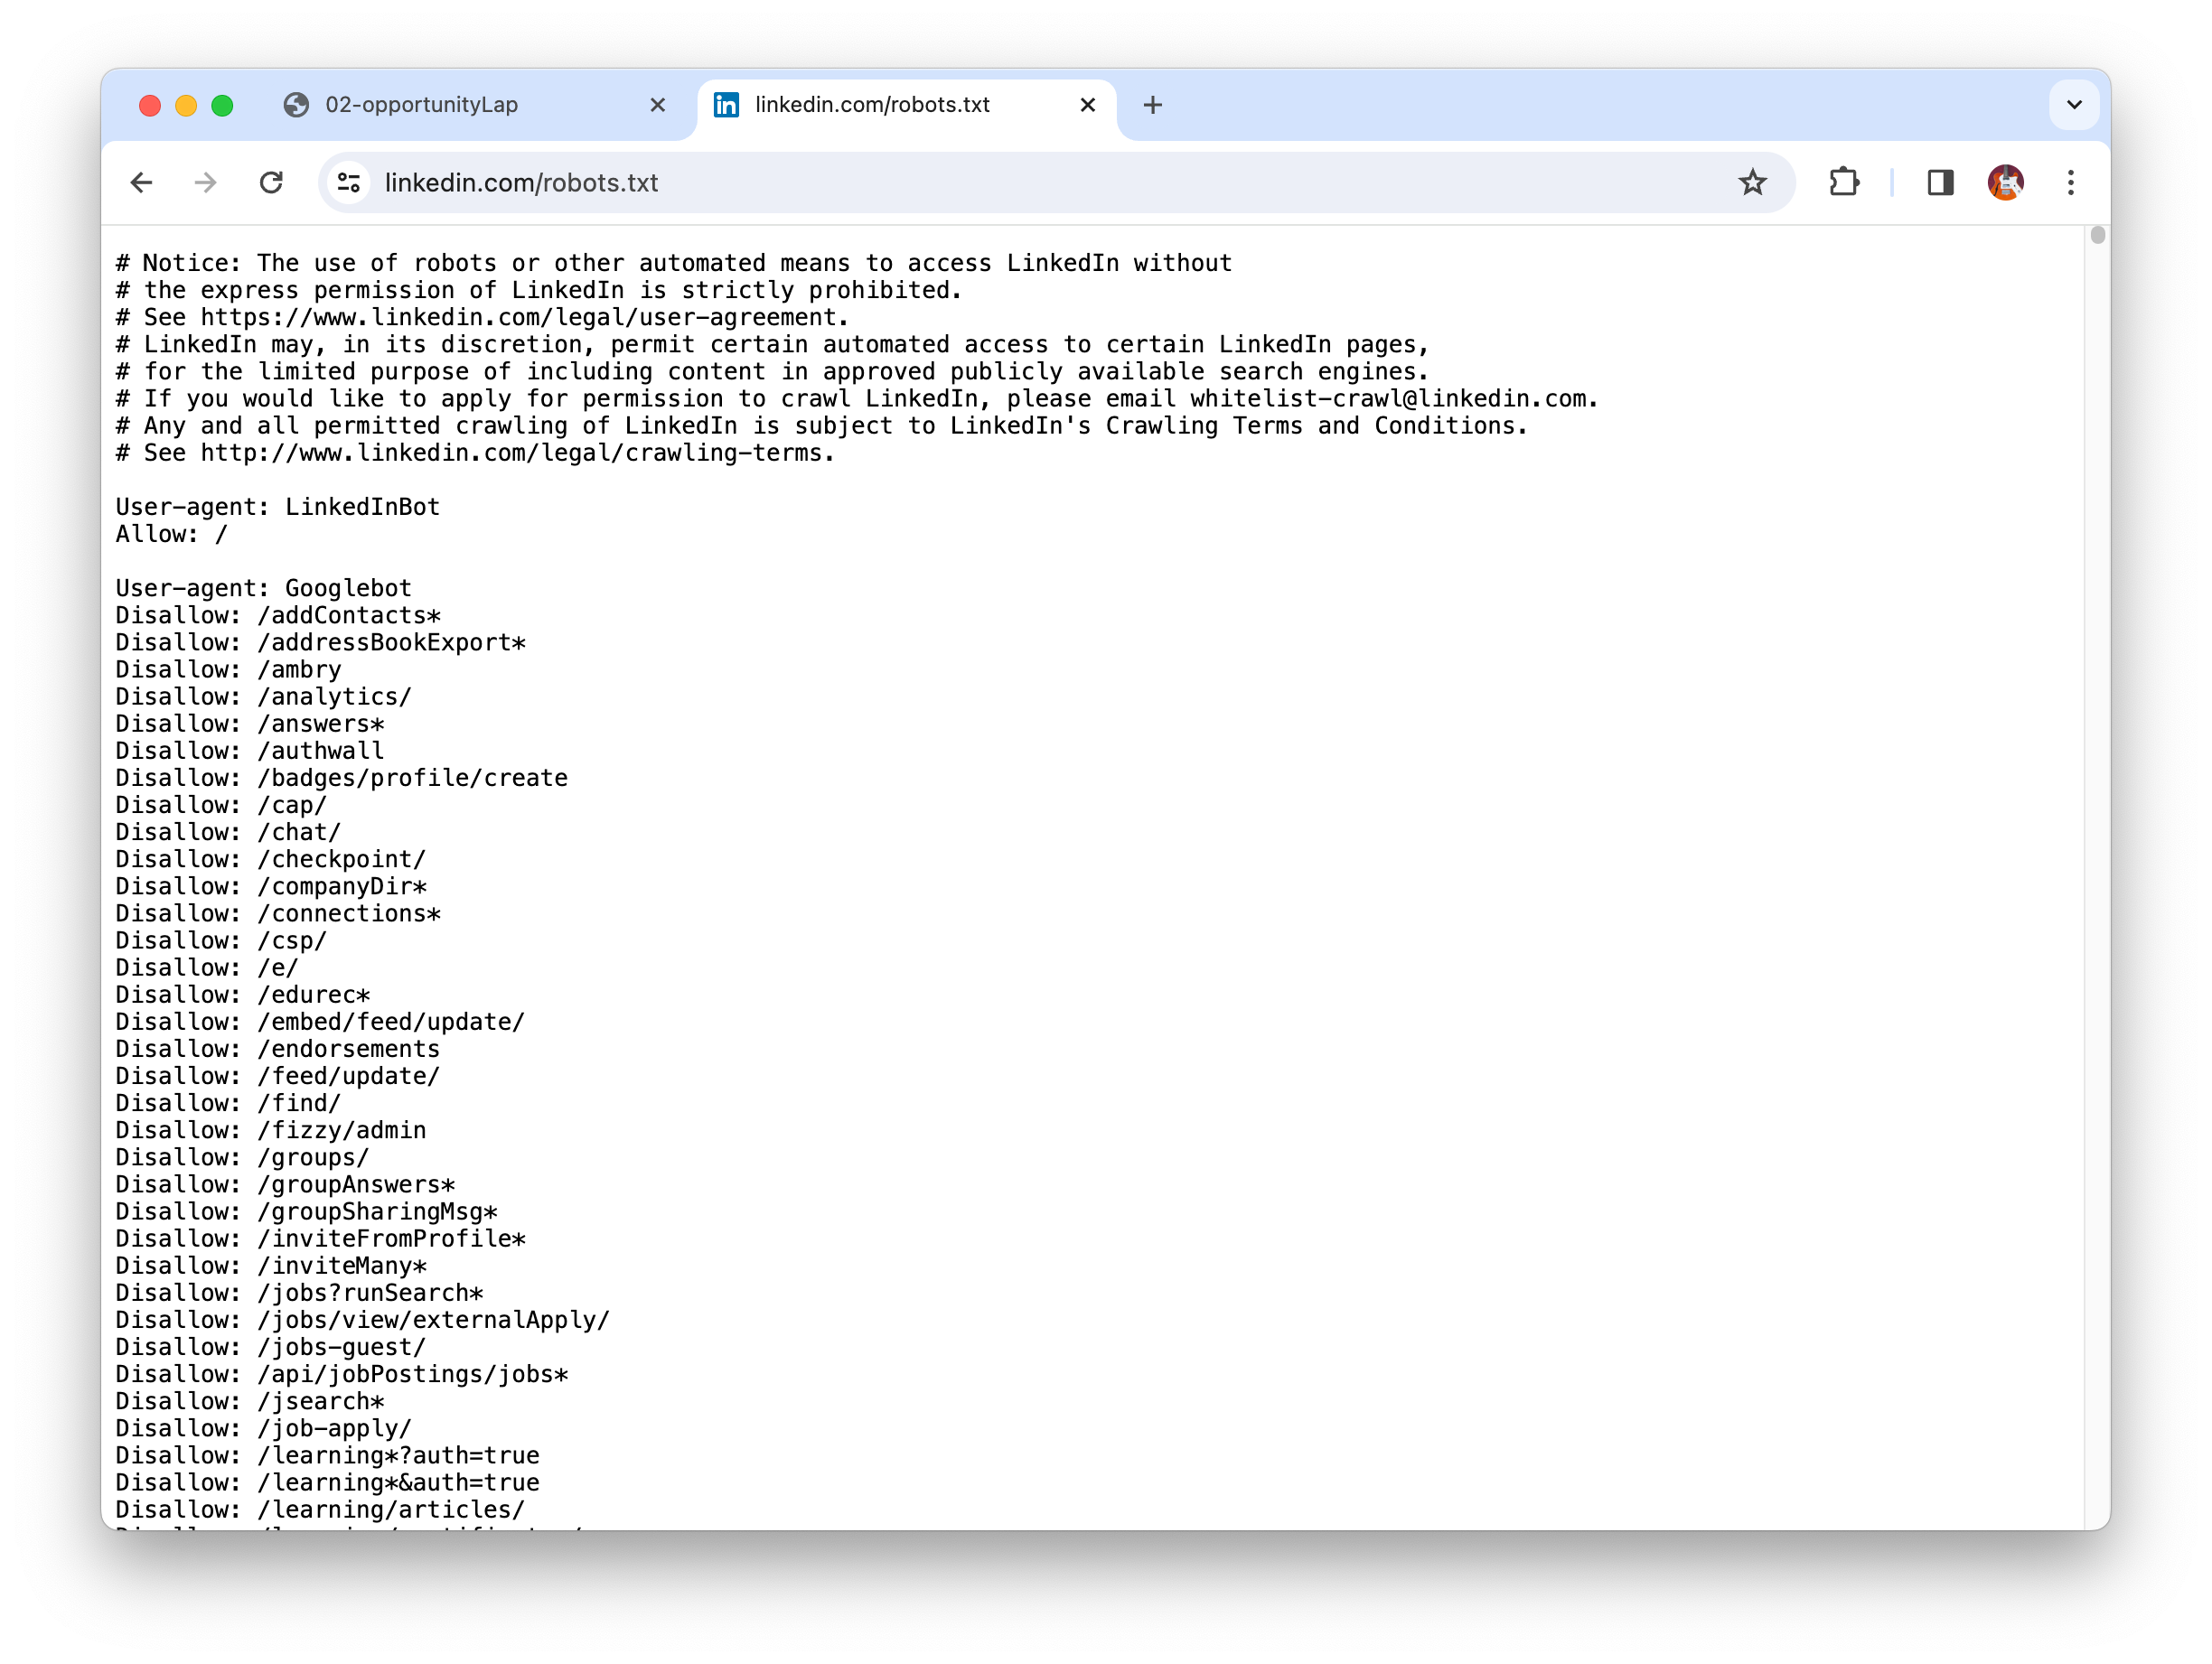 02-opportunityLap
in linkedin.com/robots.txt
linkedin.com/robots.txt
# Notice: The use of robots or other automated means to access LinkedIn without
# the express permission of LinkedIn is strictly prohibited.
# See https://www.linkedin.com/legal/user-agreement.
# LinkedIn may, in its discretion, permit certain automated access to certain LinkedIn pages,
# for the limited purpose of including content in approved publicly available search engines.
# If you would like to apply for permission to crawl LinkedIn, please email whitelist-crawl@linkedin.com.
# Any and all permitted crawling of LinkedIn is subject to LinkedIn's Crawling Terms and Conditions.
# See http://www.linkedin.com/legal/crawling-terms.
User-agent: LinkedInBot
Allow: /
User-agent: Googlebot
Disallow: /addContacts*
Disallow: /addressBookExport*
Disallow: /ambry
Disallow: /analytics/
Disallow: /answers*
Disallow: /authwall
Disallow: /badges/profile/create
Disallow: /cap/
Disallow: /chat/
Disallow: /checkpoint/
Disallow: /companyDir*
Disallow: /connections*
Disallow: /csp/
Disallow: /e/
Disallow: /edurec*
Disallow: /embed/feed/update/
Disallow: /endorsements
Disallow: /feed/update/
Disallow: /find/
Disallow: /fizzy/admin
Disallow: /groups/
Disallow: /groupAnswers*
Disallow: /groupSharingMsg*
Disallow: /inviteFromProfile*
Disallow: /inviteMany*
Disallow: /jobs?runSearch*
Disallow: /jobs/view/externalApply/
Disallow: /jobs-guest/
Disallow: /api/jobPostings/jobs*
Disallow: /jsearch*
Disallow: /job-apply/
Disallow: /learning*?auth=true
Disallow: /learning*&auth=true
Disallow: /learning/articles/